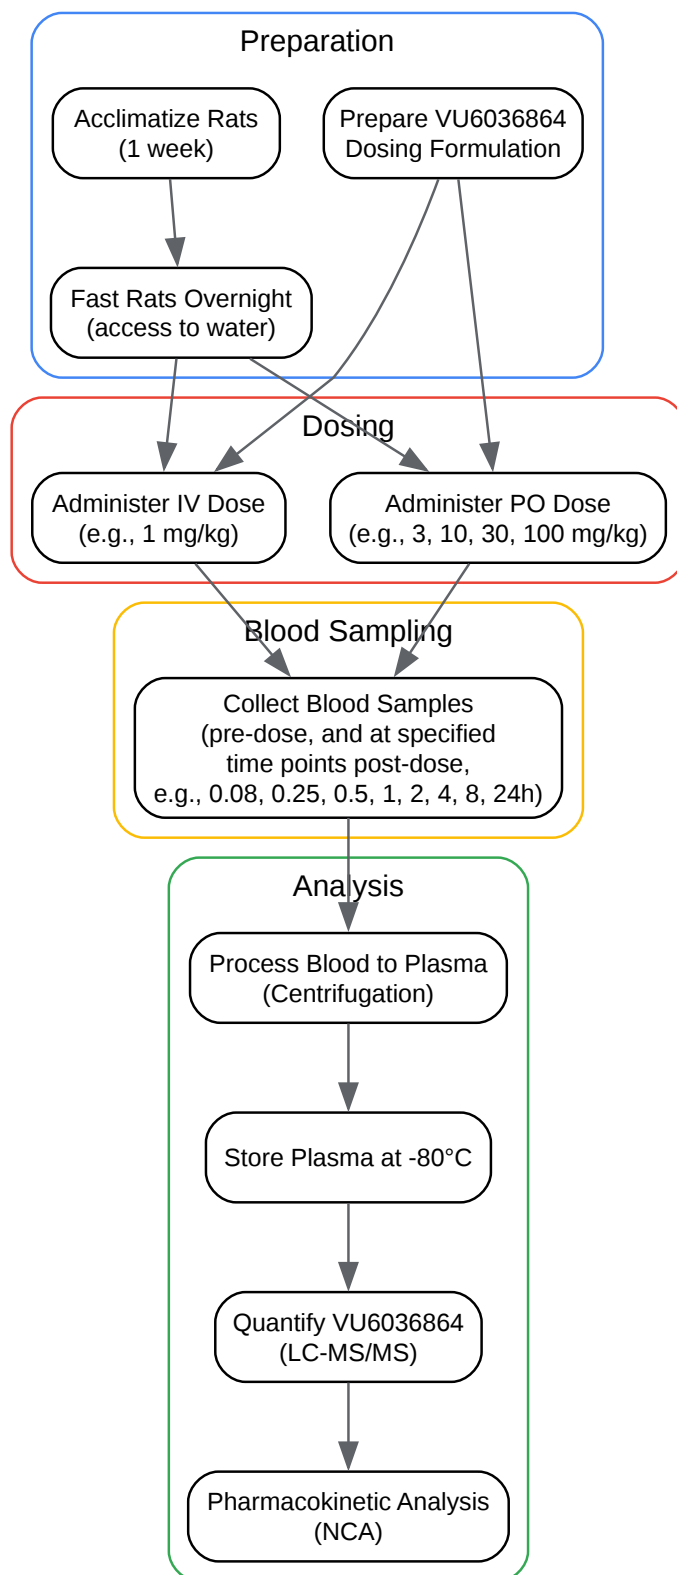 Preparation
Acclimatize Rats
(1 week)
Prepare VU6036864
Dosing Formulation
Fast Rats Overnight
(access to water)
Dosing
Administer IV Dose
(e.g., 1 mg/kg)
Administer PO Dose
(e.g., 3, 10, 30, 100 mg/kg)
Blood Sampling
Collect Blood Samples
(pre-dose, and at specified
time points post-dose,
e.g., 0.08, 0.25, 0.5, 1, 2, 4, 8, 24h)
Analysis
Process Blood to Plasma
(Centrifugation)
Store Plasma at -80°C
Quantify VU6036864
(LC-MS/MS)
Pharmacokinetic Analysis
(NCA)